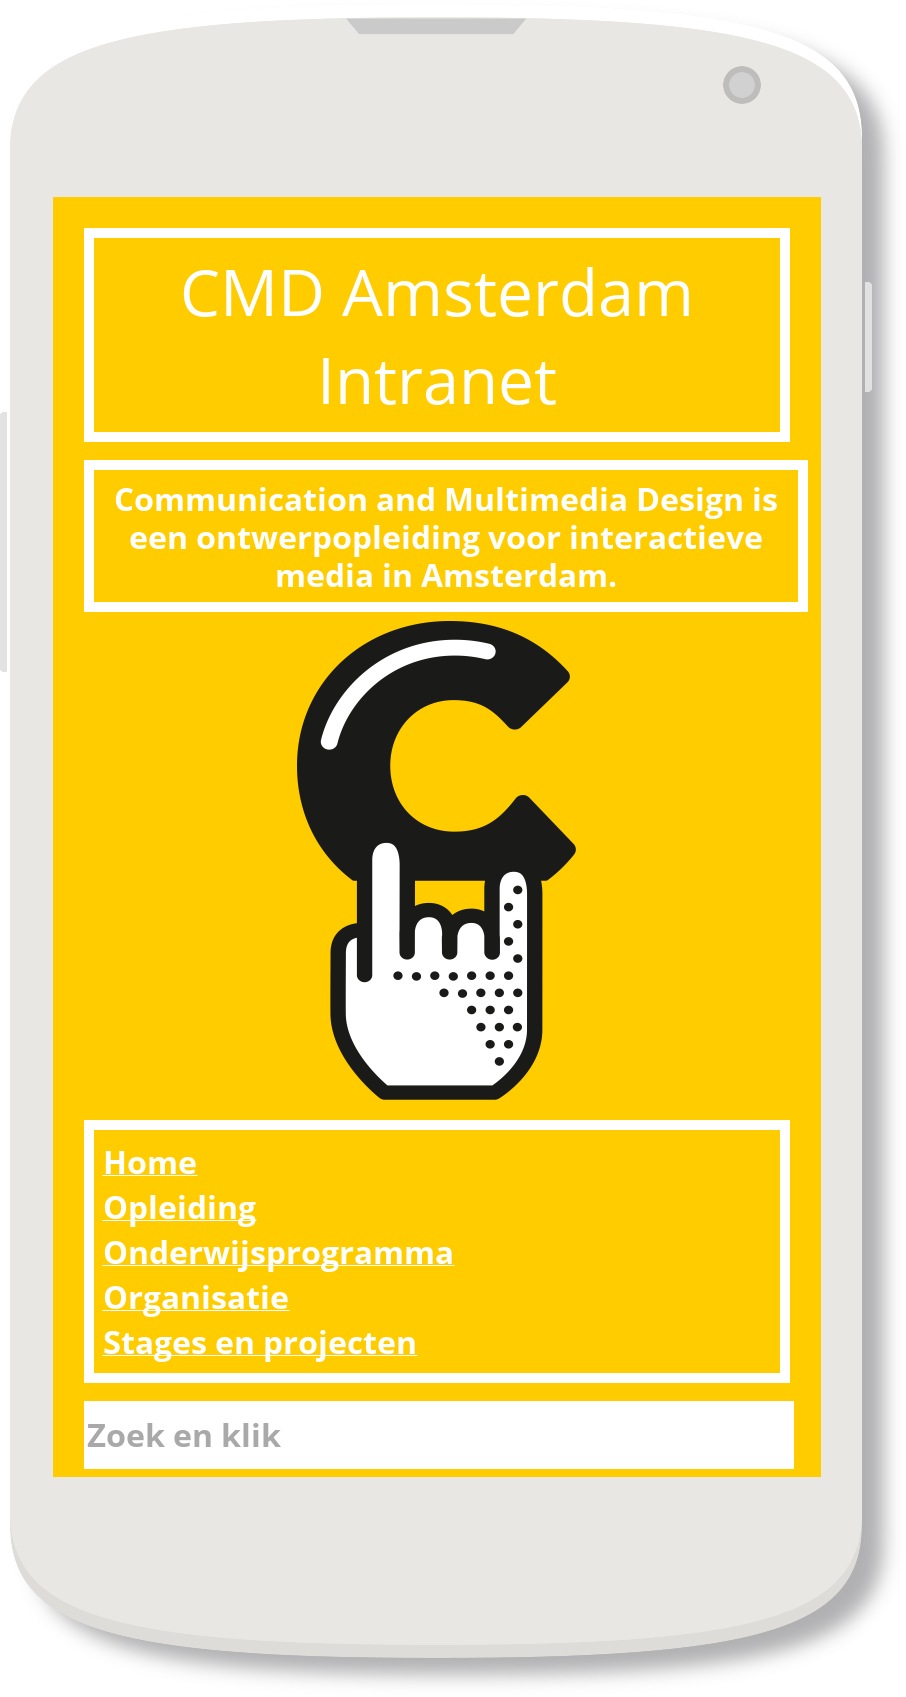 CMD Amsterdam
Intranet
Communication and Multimedia Design is
een ontwerpopleiding voor interactieve
media in Amsterdam.
Home
Opleiding
Onderwijsprogramma
Organisatie
Stages en projecten
Zoek en klik